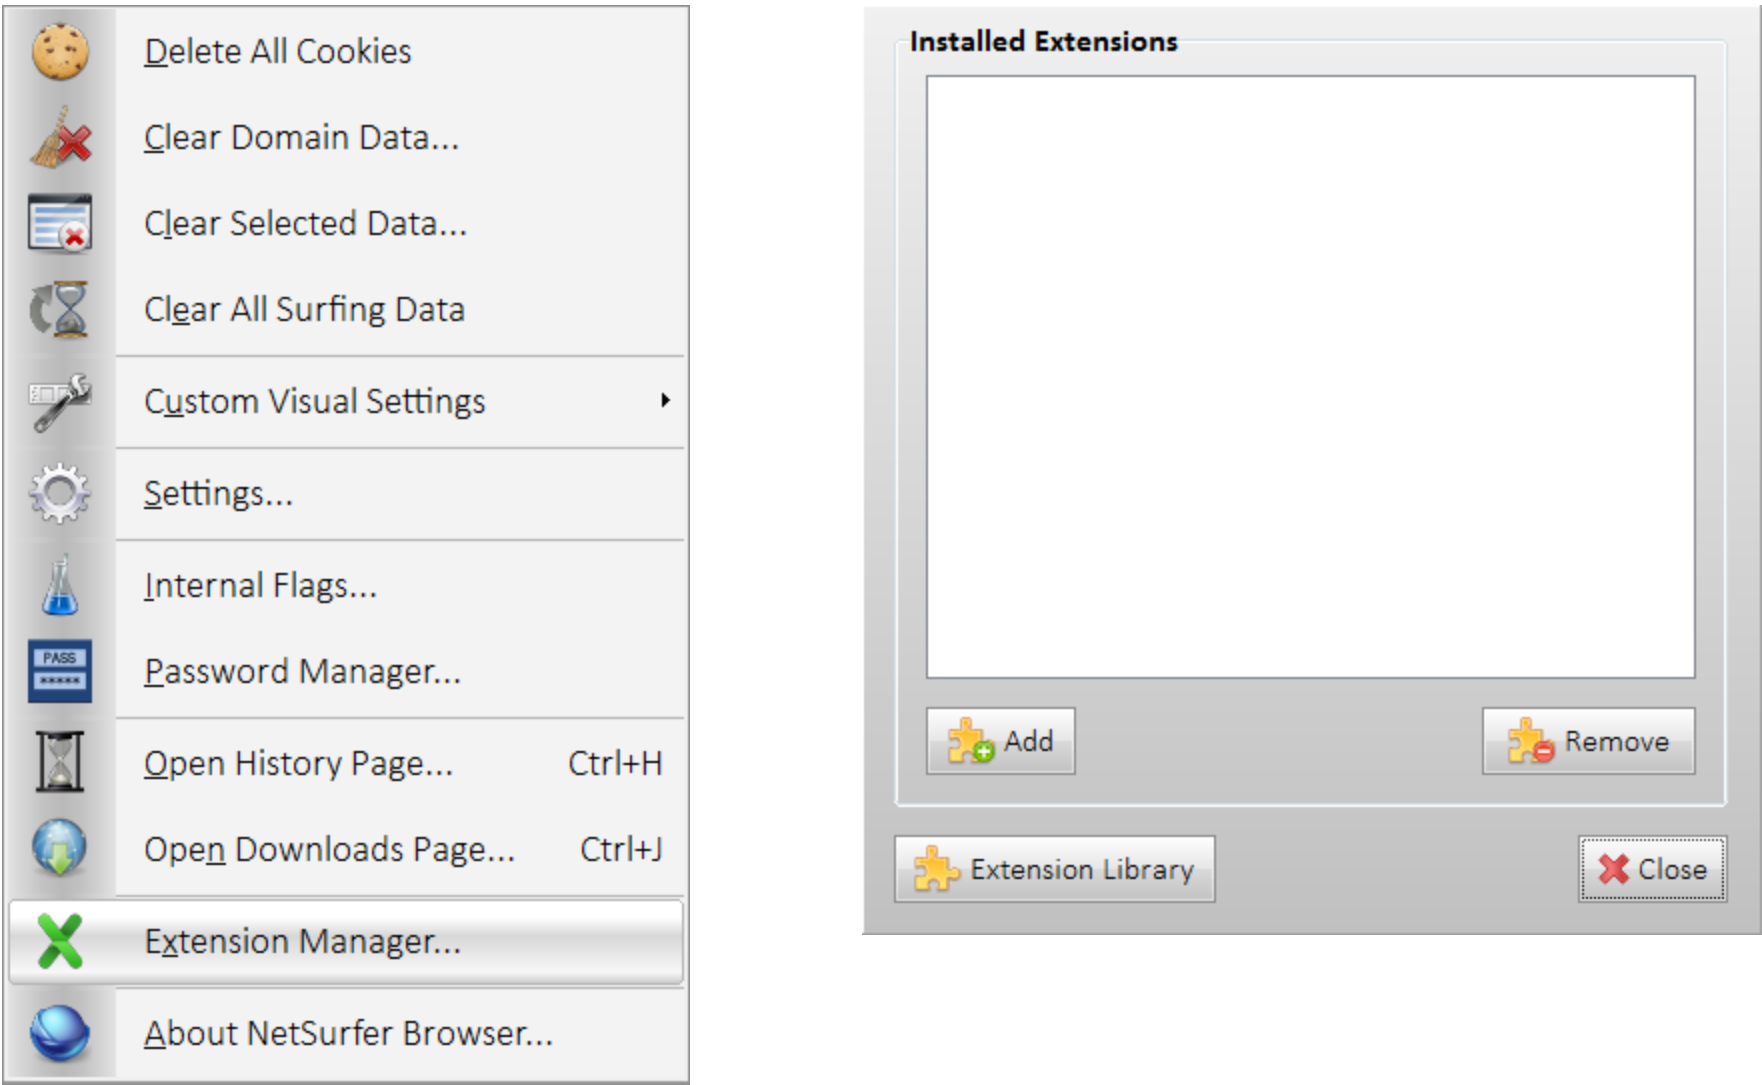 Delete All Cookies
Clear Domain Data...
Clear Selected Data...
Clear All Surfing Data
Custom Visual Settings
Settings...
Internal Flags...
PASS
*****
Password Manager...
Open History Page... Ctrl+H
Open Downloads Page... Ctrl+J
Extension Manager...
About NetSurfer Browser...
Installed Extensions
Add
Remove
Extension Library
Close